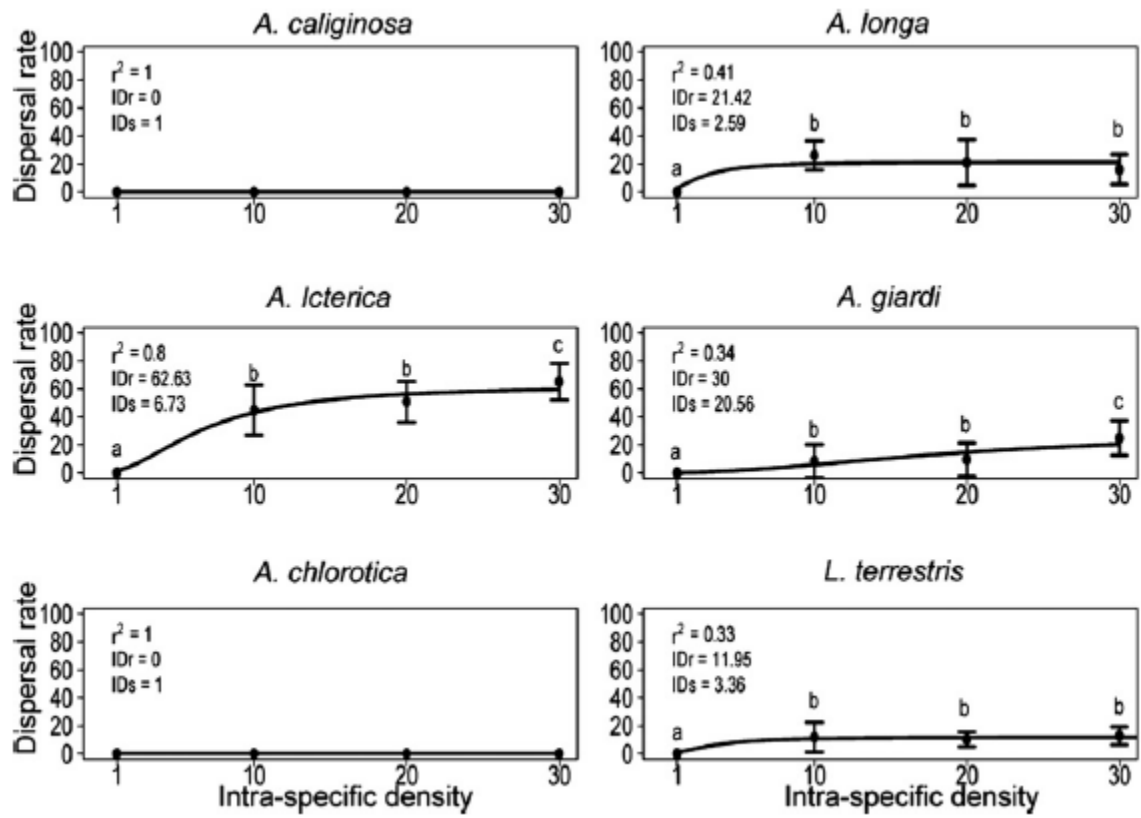 A. caliginosa
Dispersal rate
100
80
60
40
20
0
r² = 1
IDr = 0
IDs = 1
1 10 20 30
A. longa
100
80
60
40
20
0
r² = 0.41
IDr = 21.42
IDs = 2.59
a b b b
1 10 20 30
A. Icterica
Dispersal rate
100
80
60
40
20
0
r² = 0.8
IDr = 62.63
IDs = 6.73
a b b c
1 10 20 30
A. giardi
100
80
60
40
20
0
r² = 0.34
IDr = 30
IDs = 20.56
a b b c
1 10 20 30
A. chlorotica
Dispersal rate
100
80
60
40
20
0
r² = 1
IDr = 0
IDs = 1
1 10 20 30
Intra-specific density
L. terrestris
100
80
60
40
20
0
r² = 0.33
IDr = 11.95
IDs = 3.36
a b b b
1 10 20 30
Intra-specific density